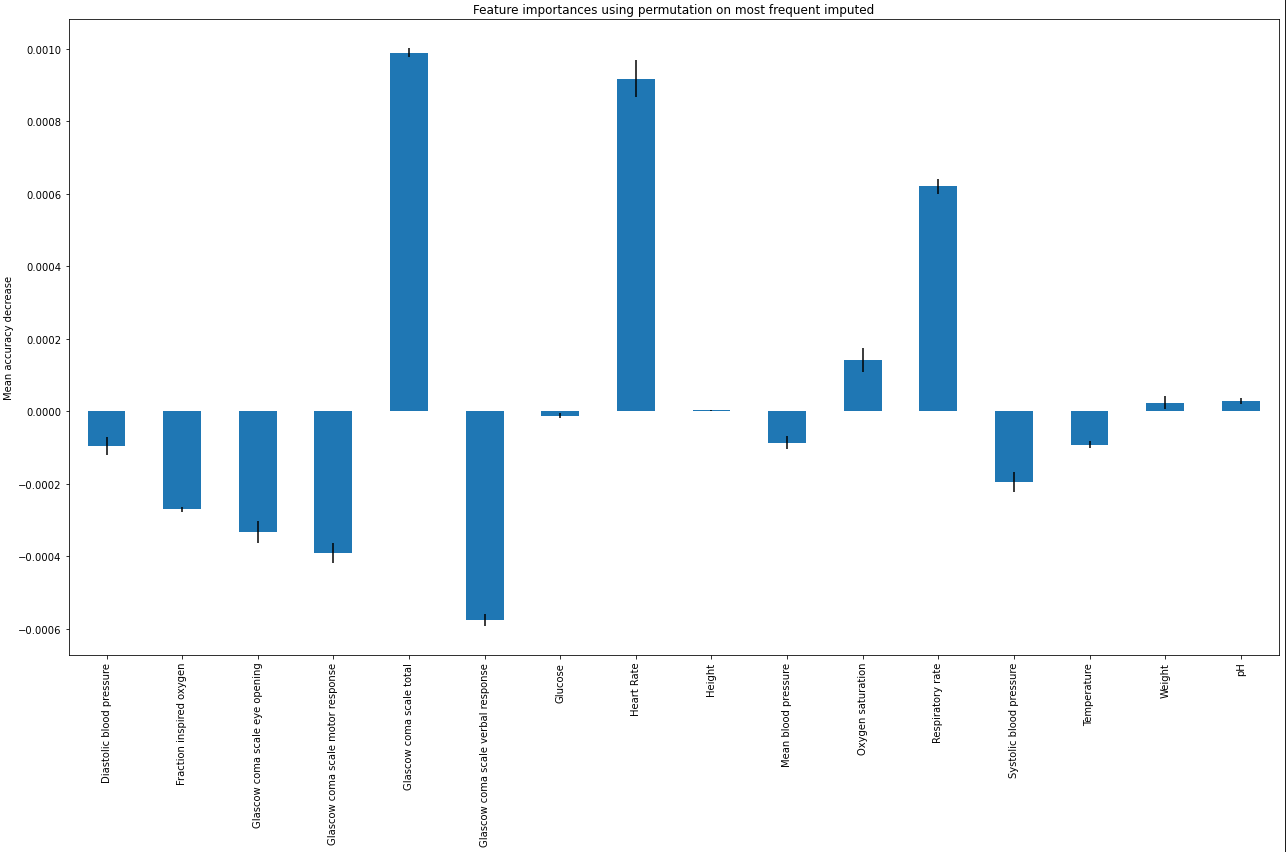 Feature importances using permutation on most frequent imputed
Mean accuracy decrease
0.0010
0.0008
0.0006
0.0004
0.0002
0.0000
−0.0002
−0.0004
−0.0006
Diastolic blood pressure
Fraction inspired oxygen
Glascow coma scale eye opening
Glascow coma scale motor response
Glascow coma scale total
Glascow coma scale verbal response
Glucose
Heart Rate
Height
Mean blood pressure
Oxygen saturation
Respiratory rate
Systolic blood pressure
Temperature
Weight
pH